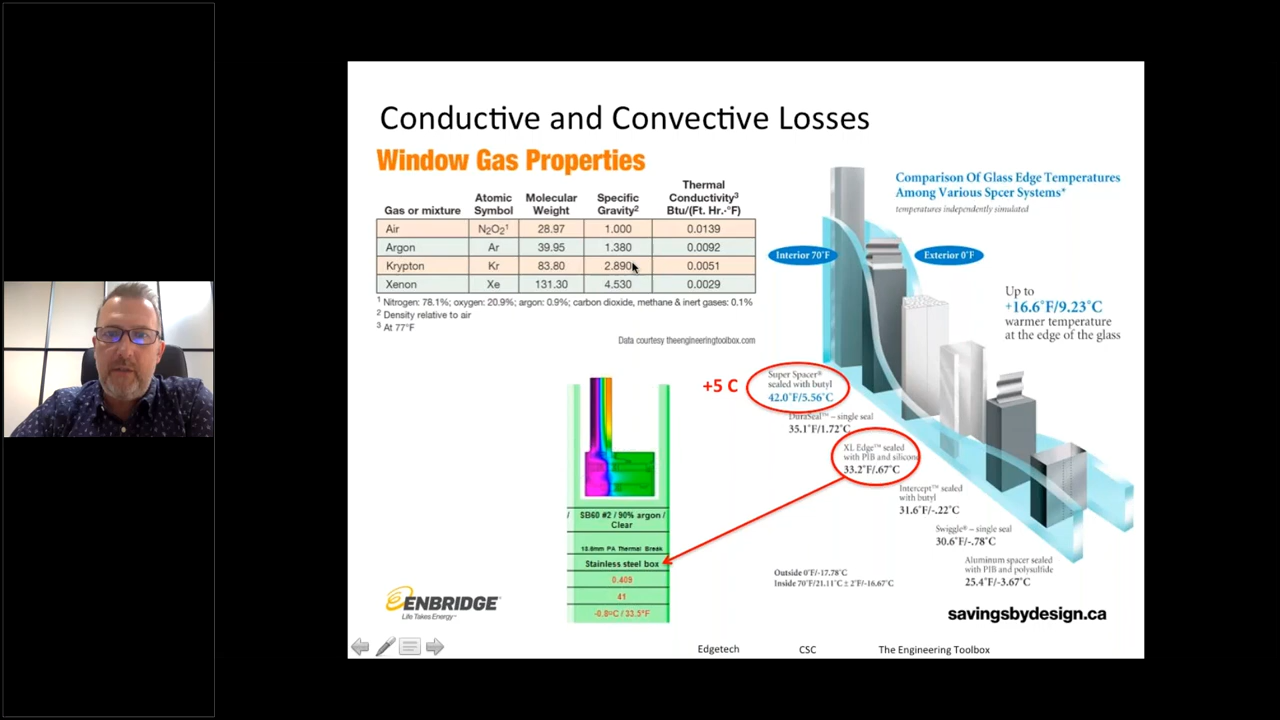 Conductive and Convective Losses
Window Gas Properties
Gas or mixture
Atomic
Symbol
Molecular
Weight
Specific
Gravity2
Thermal
Conductivity3
Btu/(Ft. Hr.·°F)
Air N2O2¹ 28.97 1.000 0.0139
Argon Ar 39.95 1.380 0.0092
Krypton Kr 83.80 2.890 0.0051
Xenon Xe 131.30 4.530 0.0029
1 Nitrogen: 78.1%; oxygen: 20.9%; argon: 0.9%; carbon dioxide, methane & inert gases: 0.1%
2 Density relative to air
3 At 77°F
Data courtesy theengineeringtoolbox.com
Comparison Of Glass Edge Temperatures
Among Various Spcer Systems*
temperatures independently simulated
Interior 70˚F
Exterior 0˚F
Up to
+16.6˚F/9.23˚C
warmer temperature
at the edge of the glass
+5 C
Super Spacer®
sealed with butyl
42.0˚F/5.56˚C
DuraSeal™ – single seal
35.1˚F/1.72˚C
XL Edge™ sealed
with PIB and silicone
33.2˚F/.67˚C
Intercept™ sealed
with butyl
31.6˚F/-.22˚C
Swiggle® – single seal
30.6˚F/-.78˚C
Aluminum spacer sealed
with PIB and polysulfide
25.4˚F/-3.67˚C
Outside 0˚F/-17.78˚C
Inside 70˚F/21.11˚C ± 2˚F/-16.67˚C
/ SB60 #2 / 90% argon /
Clear
PA Thermal Break
Stainless steel box
0.409
41
-0.8ºC / 33.5°F
ENBRIDGE
Life Takes Energy™
savingsbydesign.ca
Edgetech CSC The Engineering Toolbox